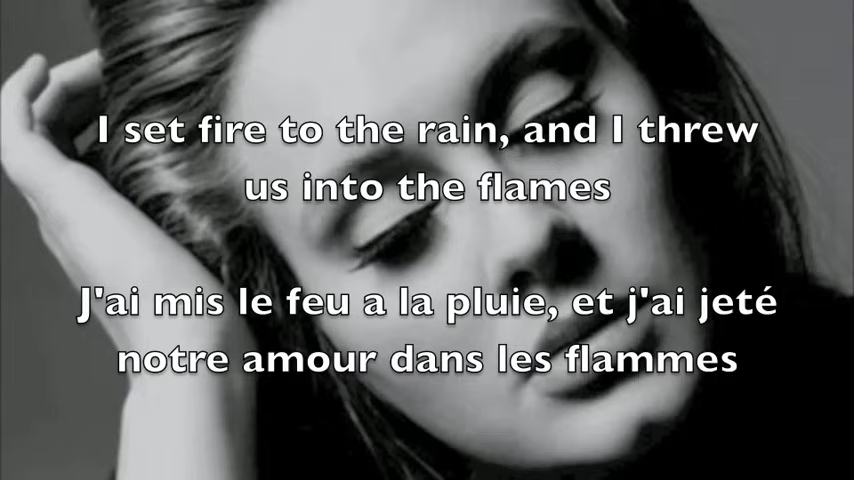 I set fire to the rain, and I threw
us into the flames
J'ai mis le feu a la pluie, et j'ai jeté
notre amour dans les flammes